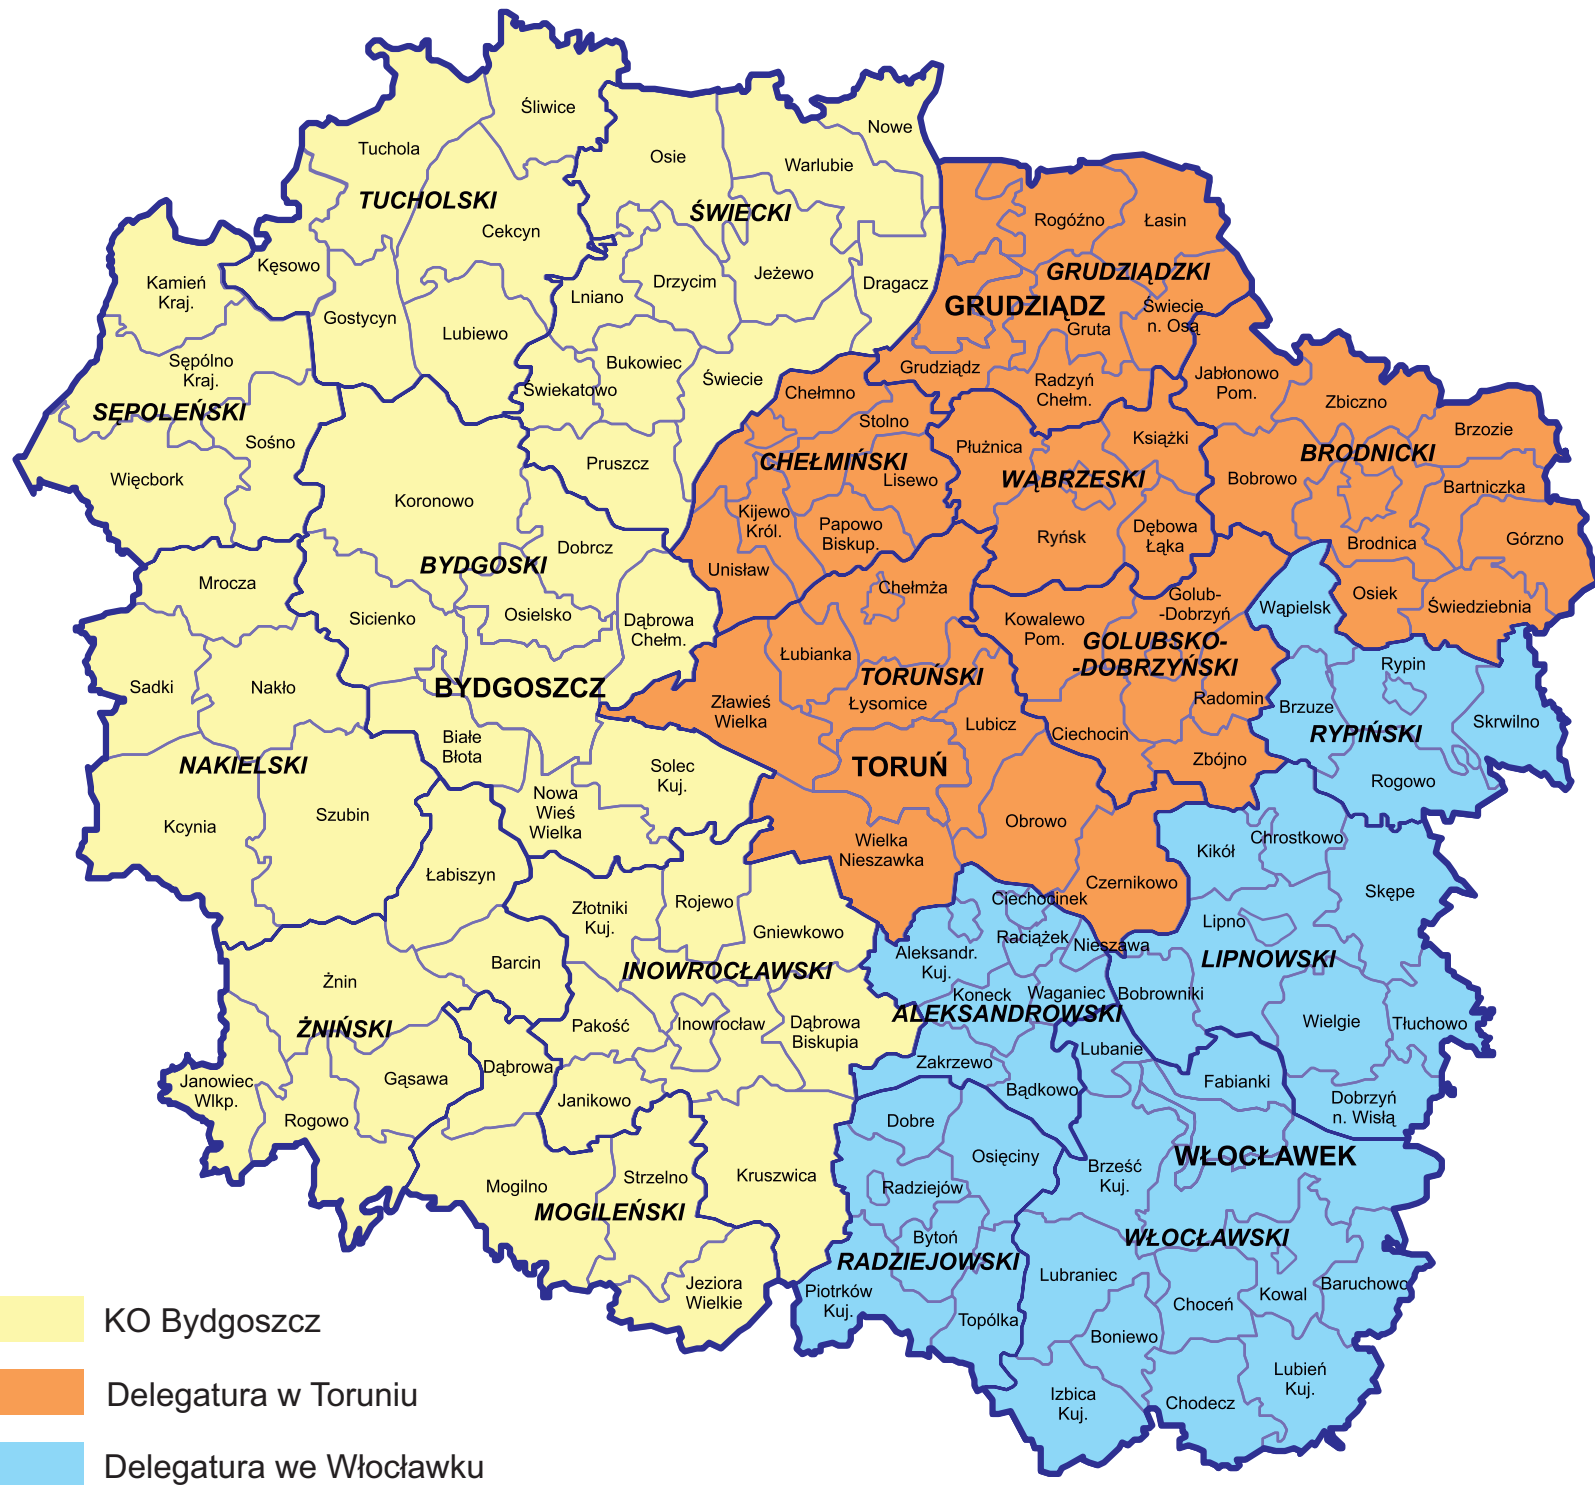 Śliwice
Nowe
Tuchola
Osie
Warlubie
TUCHOLSKI
ŚWIECKI
Rogóźno
Łasin
Cekcyn
Kęsowo
Kamień
Kraj.
Drzycim
Jeżewo
Dragacz
Lniano
GRUDZIĄDZKI
GRUDZIĄDZ
Świecie
n. Osą
Gostycyn
Lubiewo
Gruta
Sępólno
Kraj.
Bukowiec
Świecie
Grudziądz
Radzyń
Chełm.
Jabłonowo
Pom.
Świekatowo
Chełmno
Zbiczno
SĘPOLEŃSKI
Sośno
Stolno
Płużnica
Książki
Brzozie
BRODNICKI
Pruszcz
CHEŁMIŃSKI
Lisewo
WĄBRZESKI
Bobrowo
Bartniczka
Więcbork
Koronowo
Kijewo
Król.
Papowo
Biskup.
Ryńsk
Dębowa
Łąka
Brodnica
Górzno
Dobrcz
BYDGOSKI
Unisław
Mrocza
Chełmża
Golub-
-Dobrzyń
Wąpielsk
Osiek
Świedziebnia
Sicienko
Osielsko
Dąbrowa
Chełm.
Kowalewo
Pom.
GOLUBSKO-
-DOBRZYŃSKI
Łubianka
TORUŃSKI
Rypin
Sadki
Nakło
BYDGOSZCZ
Zławieś
Wielka
Łysomice
Radomin
Brzuze
Skrwilno
Lubicz
Ciechocin
RYPIŃSKI
Białe
Błota
NAKIELSKI
Solec
Kuj.
TORUŃ
Zbójno
Rogowo
Nowa
Wieś
Wielka
Kcynia
Szubin
Obrowo
Wielka
Nieszawka
Kikół
Chrostkowo
Łabiszyn
Czernikowo
Skępe
Złotniki
Kuj.
Rojewo
Ciechocinek
Gniewkowo
Raciążek
Nieszawa
Lipno
Aleksandr.
Kuj.
Barcin
Żnin
INOWROCŁAWSKI
LIPNOWSKI
Koneck
Waganiec
Bobrowniki
ALEKSANDROWSKI
ŻNIŃSKI
Pakość
Inowrocław
Dąbrowa
Biskupia
Wielgie
Tłuchowo
Lubanie
Zakrzewo
Dąbrowa
Gąsawa
Janowiec
Wlkp.
Bądkowo
Fabianki
Janikowo
Dobrzyń
n. Wisłą
Rogowo
Dobre
Osięciny
WŁOCŁAWEK
Brześć
Kuj.
Strzelno
Kruszwica
Mogilno
Radziejów
MOGILEŃSKI
Bytoń
WŁOCŁAWSKI
RADZIEJOWSKI
Lubraniec
Jeziora
Wielkie
Piotrków
Kuj.
Kowal
Baruchowo
Choceń
Topólka
Boniewo
Lubień
Kuj.
Izbica
Kuj.
Chodecz
KO Bydgoszcz
Delegatura w Toruniu
Delegatura we Włocławku